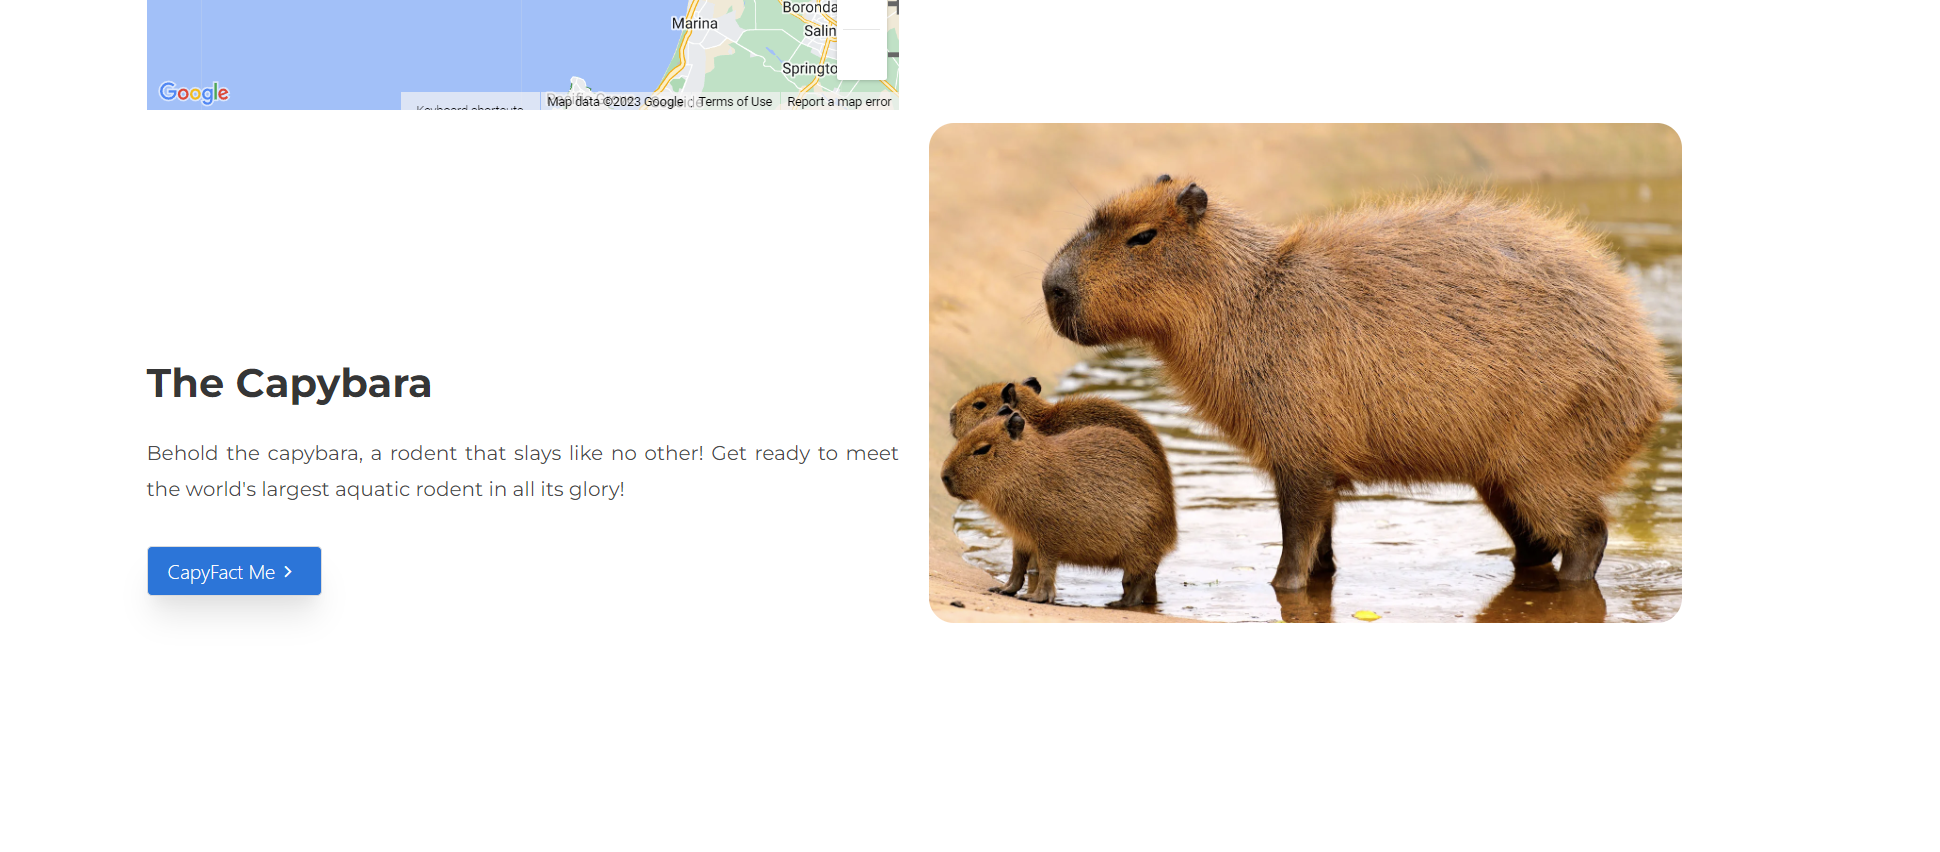 Boronda
Marina
Salin
Springto
Google
Keyboard shortcuts
Map data ©2023 Google
Terms of Use
Report a map error
The Capybara
Behold the capybara, a rodent that slays like no other! Get ready to meet
the world's largest aquatic rodent in all its glory!
CapyFact Me